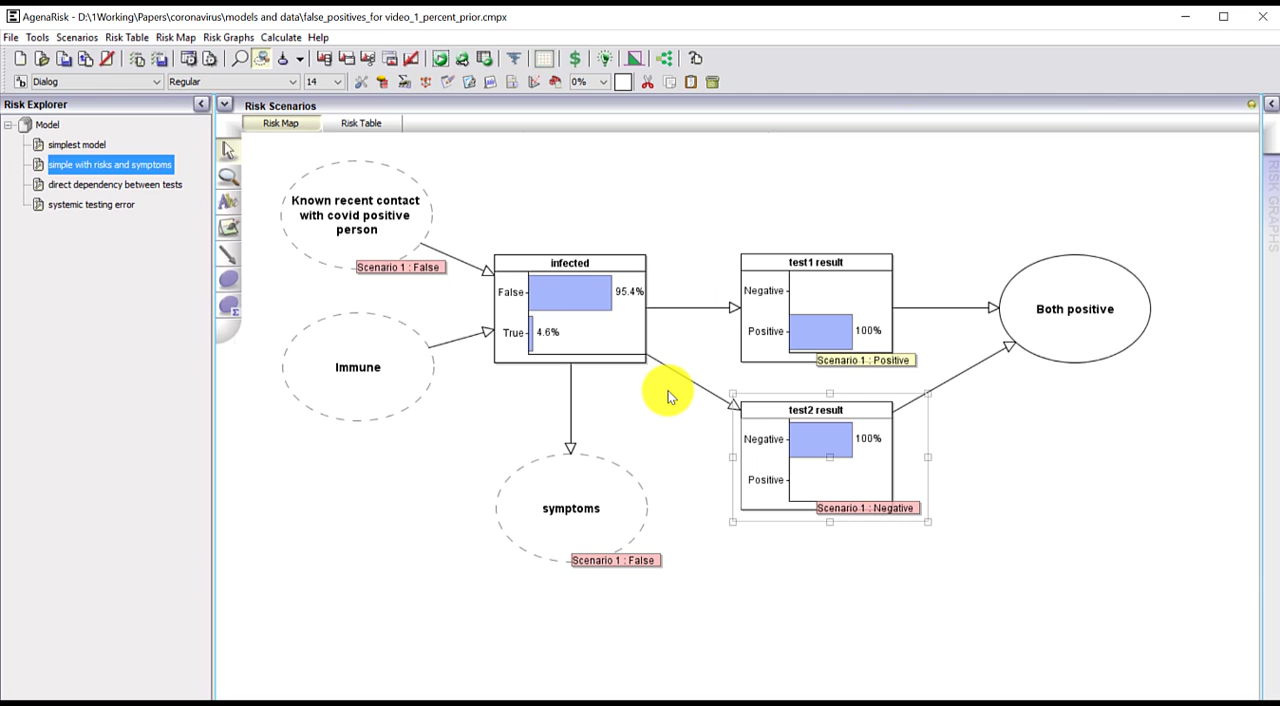 AgenaRisk - D:\1Working\Papers\coronavirus\models and data\false_positives_for video_1_percent_prior.cmpx
File Tools Scenarios Risk Table Risk Map Risk Graphs Calculate Help
Dialog Regular 14 0%
Risk Explorer
Risk Scenarios
Model
simplest model
simple with risks and symptoms
direct dependency between tests
systemic testing error
Risk Map Risk Table
RISK GRAPHS
Known recent contact
with covid positive
person
Scenario 1 : False
Immune
infected
False 95.4%
True 4.6%
symptoms
Scenario 1 : False
test1 result
Negative
Positive 100%
Scenario 1 : Positive
test2 result
Negative 100%
Positive
Scenario 1 : Negative
Both positive